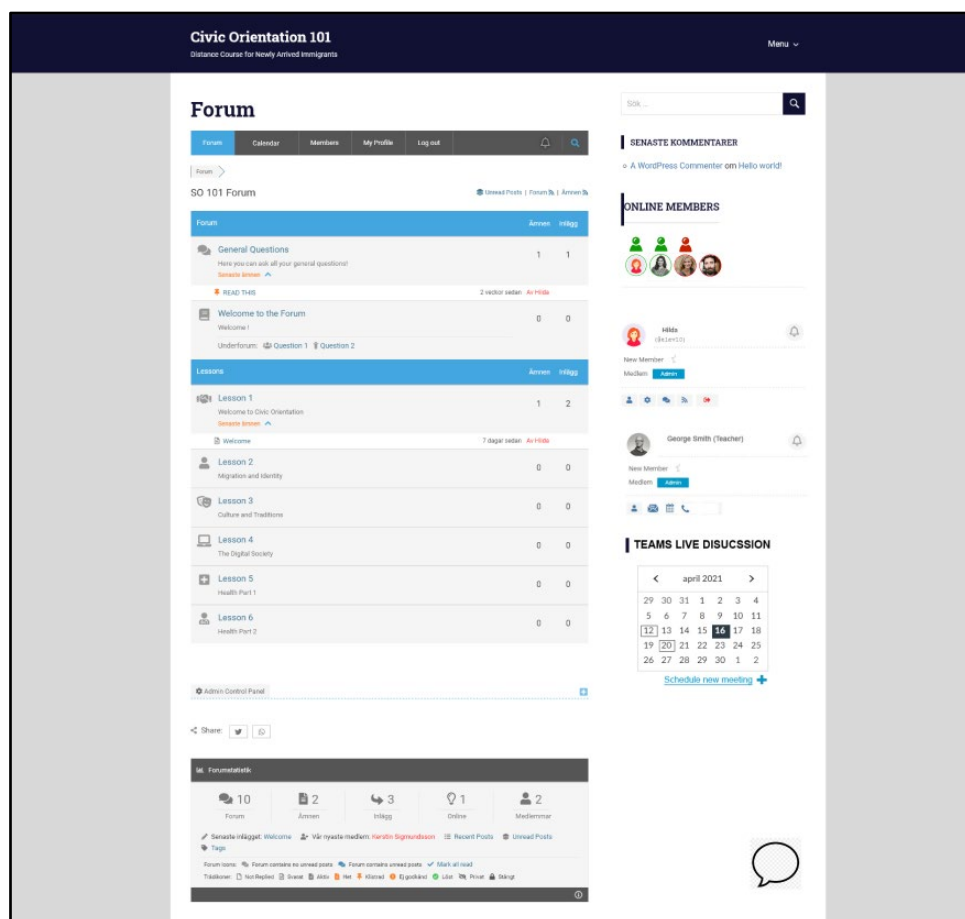 Civic Orientation 101
Distance Course for Newly Arrived Immigrants
Menu
Forum
Forum Calendar Members My Profile Log out
Forum
SO 101 Forum
Unread Posts | Forum | Ämnen
Forum Ämnen Inlägg
General Questions 1 1
Here you can ask all your general questions!
Senaste ämnen
READ THIS 2 veckor sedan Av Hilda
Welcome to the Forum 0 0
Welcome !
Underforum: Question 1 Question 2
Lessons Ämnen Inlägg
Lesson 1 1 2
Welcome to Civic Orientation
Senaste ämnen
Welcome 7 dagar sedan Av Hilda
Lesson 2 0 0
Migration and Identity
Lesson 3 0 0
Culture and Traditions
Lesson 4 0 0
The Digital Society
Lesson 5 0 0
Health Part 1
Lesson 6 0 0
Health Part 2
Admin Control Panel
Share:
Forumstatistik
10 2 3 1 2
Forum Ämnen Inlägg Online Medlemmar
Senaste inlägget: Welcome Vår nyaste medlem: Kerstin Sigmundsson Recent Posts Unread Posts
Tags
Forum Icons: Forum contains no unread posts Forum contains unread posts Mark all read
Not Replied Svarat Aktiv Het Klistrad Ej godkänd Löst Privat Stängt
Sök...
SENASTE KOMMENTARER
A WordPress Commenter om Hello world!
ONLINE MEMBERS
Hilda
New Member
Medlem Admin
George Smith (Teacher)
New Member
Medlem Admin
TEAMS LIVE DISUCSSION
april 2021
29 30 31 1 2 3 4
5 6 7 8 9 10 11
12 13 14 15 16 17 18
19 20 21 22 23 24 25
26 27 28 29 30 1 2
Schedule new meeting